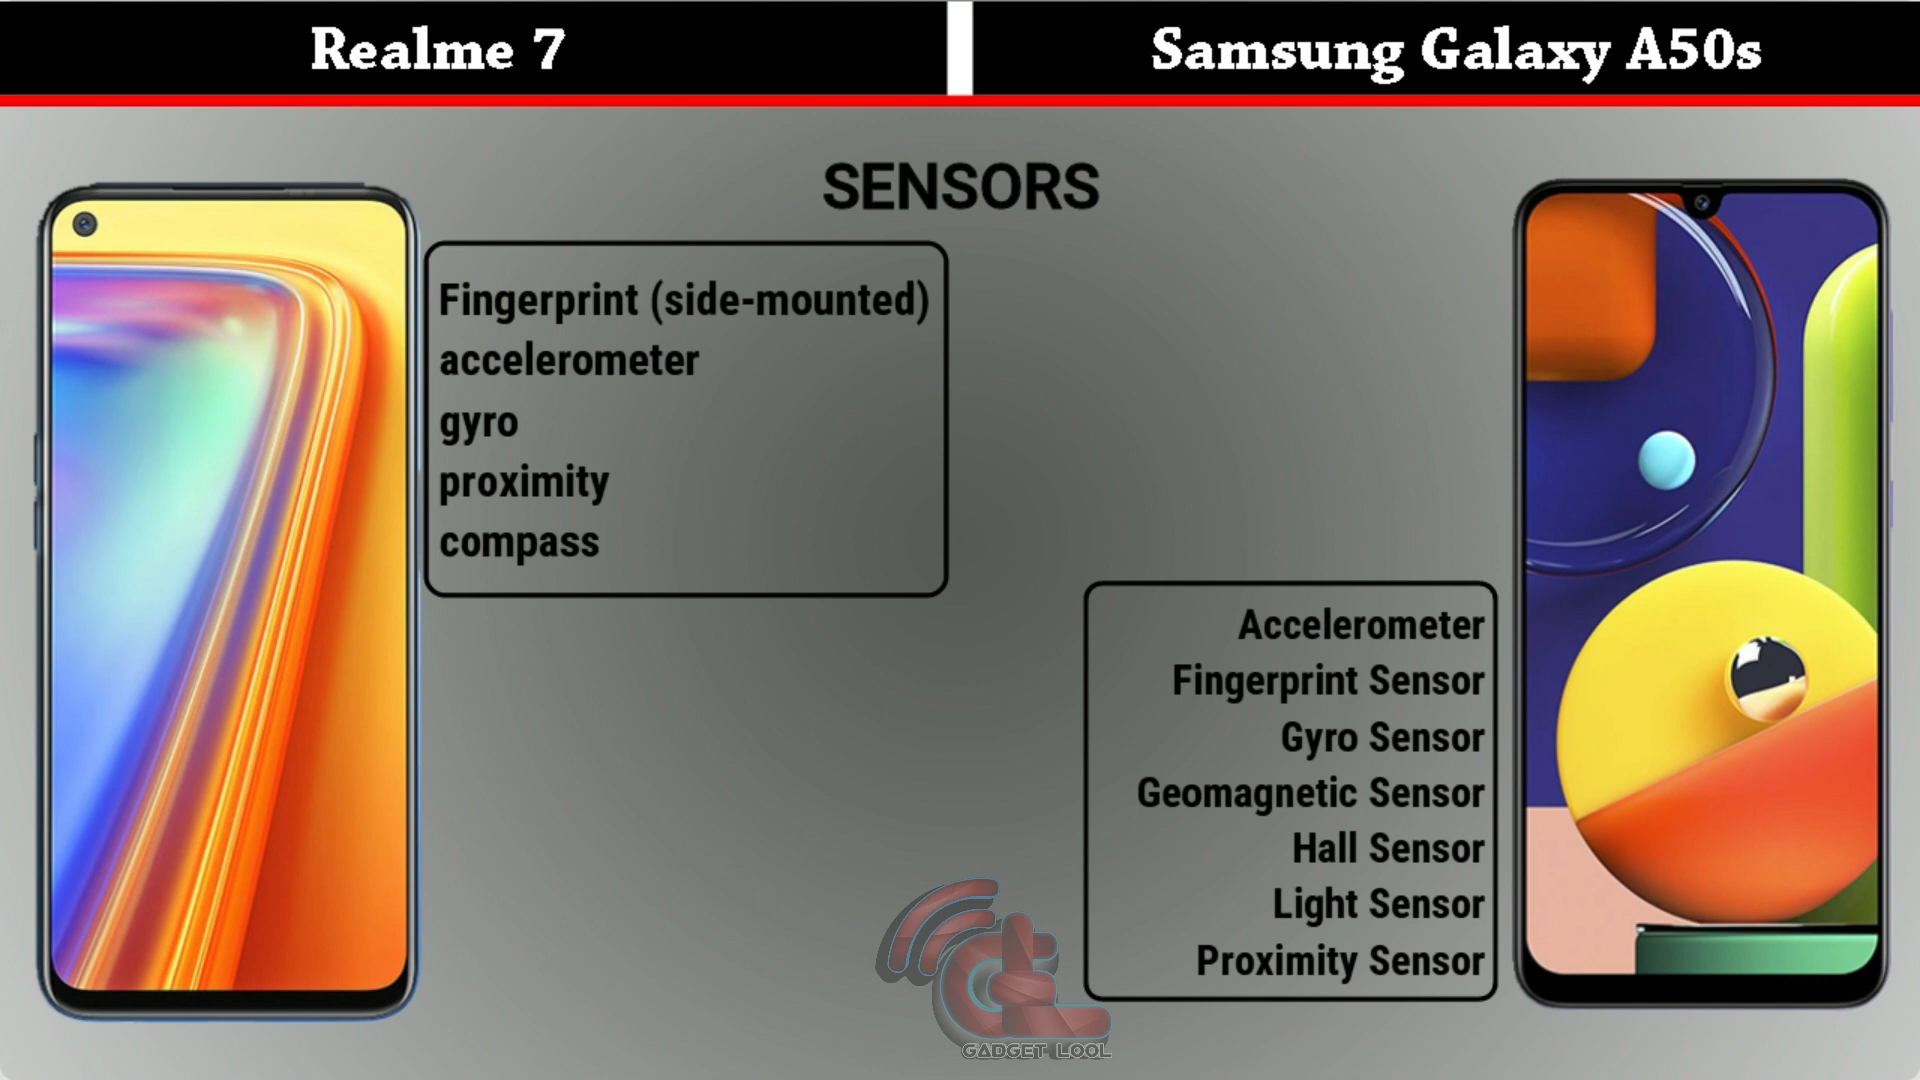 Realme 7
Samsung Galaxy A50s
SENSORS
Fingerprint (side-mounted)
accelerometer
gyro
proximity
compass
Accelerometer
Fingerprint Sensor
Gyro Sensor
Geomagnetic Sensor
Hall Sensor
Light Sensor
Proximity Sensor
GADGET LOOL